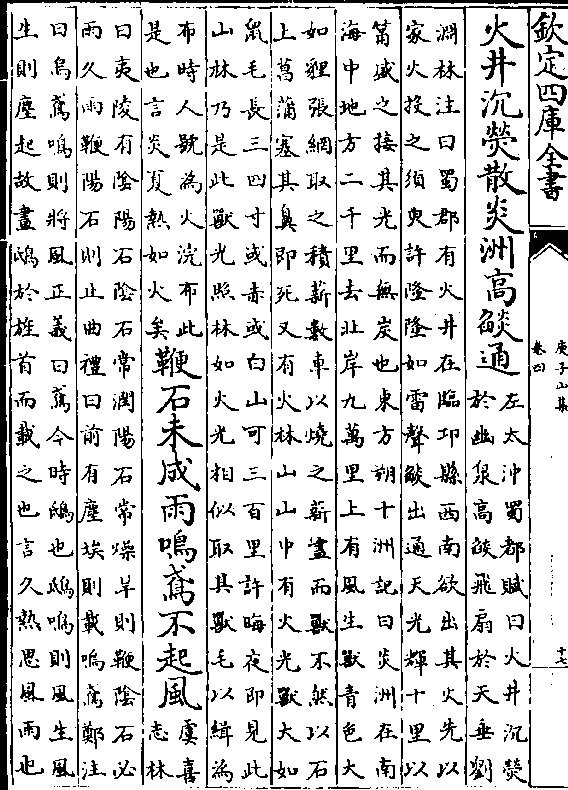 欽定四庫全書
庾子山集
卷四
十七
火井沉熒散炎洲高燄通
左太沖蜀都賦曰火井沉熒
於幽泉高燄飛扇於天垂劉
淵林注曰蜀郡有火井在臨邛縣西南欲出其火先以
家火投之須臾許隆隆如雷聲燄出通天光輝十里以
筩盛之接其光而無炭也東方朔十洲記曰炎洲在南
海中地方二千里去北岸九萬里上有風生獸青色大
如狸張網取之積薪數車以燒之薪盡而獸不然以石
上菖蒲塞其鼻即死又有火林山山中有火光獸大如
鼠毛長三四寸或赤或白山可三百里許晦夜即見此
山林乃是此獸光照林如火光相似取其獸毛以緝為
布時人號為火浣布此
是也言炎夏熱如火矣
鞭石未成雨鳴鳶不起風
虞喜
志林
曰夷陵有陰陽石陰石常潤陽石常燥旱則鞭陰石必
雨久雨鞭陽石則止曲禮曰前有塵埃則載鳴鳶鄭注
曰烏鳶鳴則將風正義曰鳶今時鴟也鴟鳴則風生風
生則塵起故畫鴟於旌首而載之也言久熱思風雨也